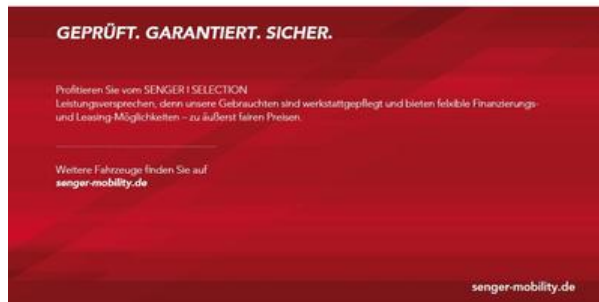 GEPRÜFT. GARANTIERT. SICHER.
Profitieren Sie vom SENGER I SELECTION
Leistungsversprechen, denn unsere Gebrauchten sind werkstattgepflegt und bieten felxible Finanzierungs-
und Leasing-Möglichkeiten – zu äußerst fairen Preisen.
Weitere Fahrzeuge finden Sie auf
senger-mobility.de
senger-mobility.de